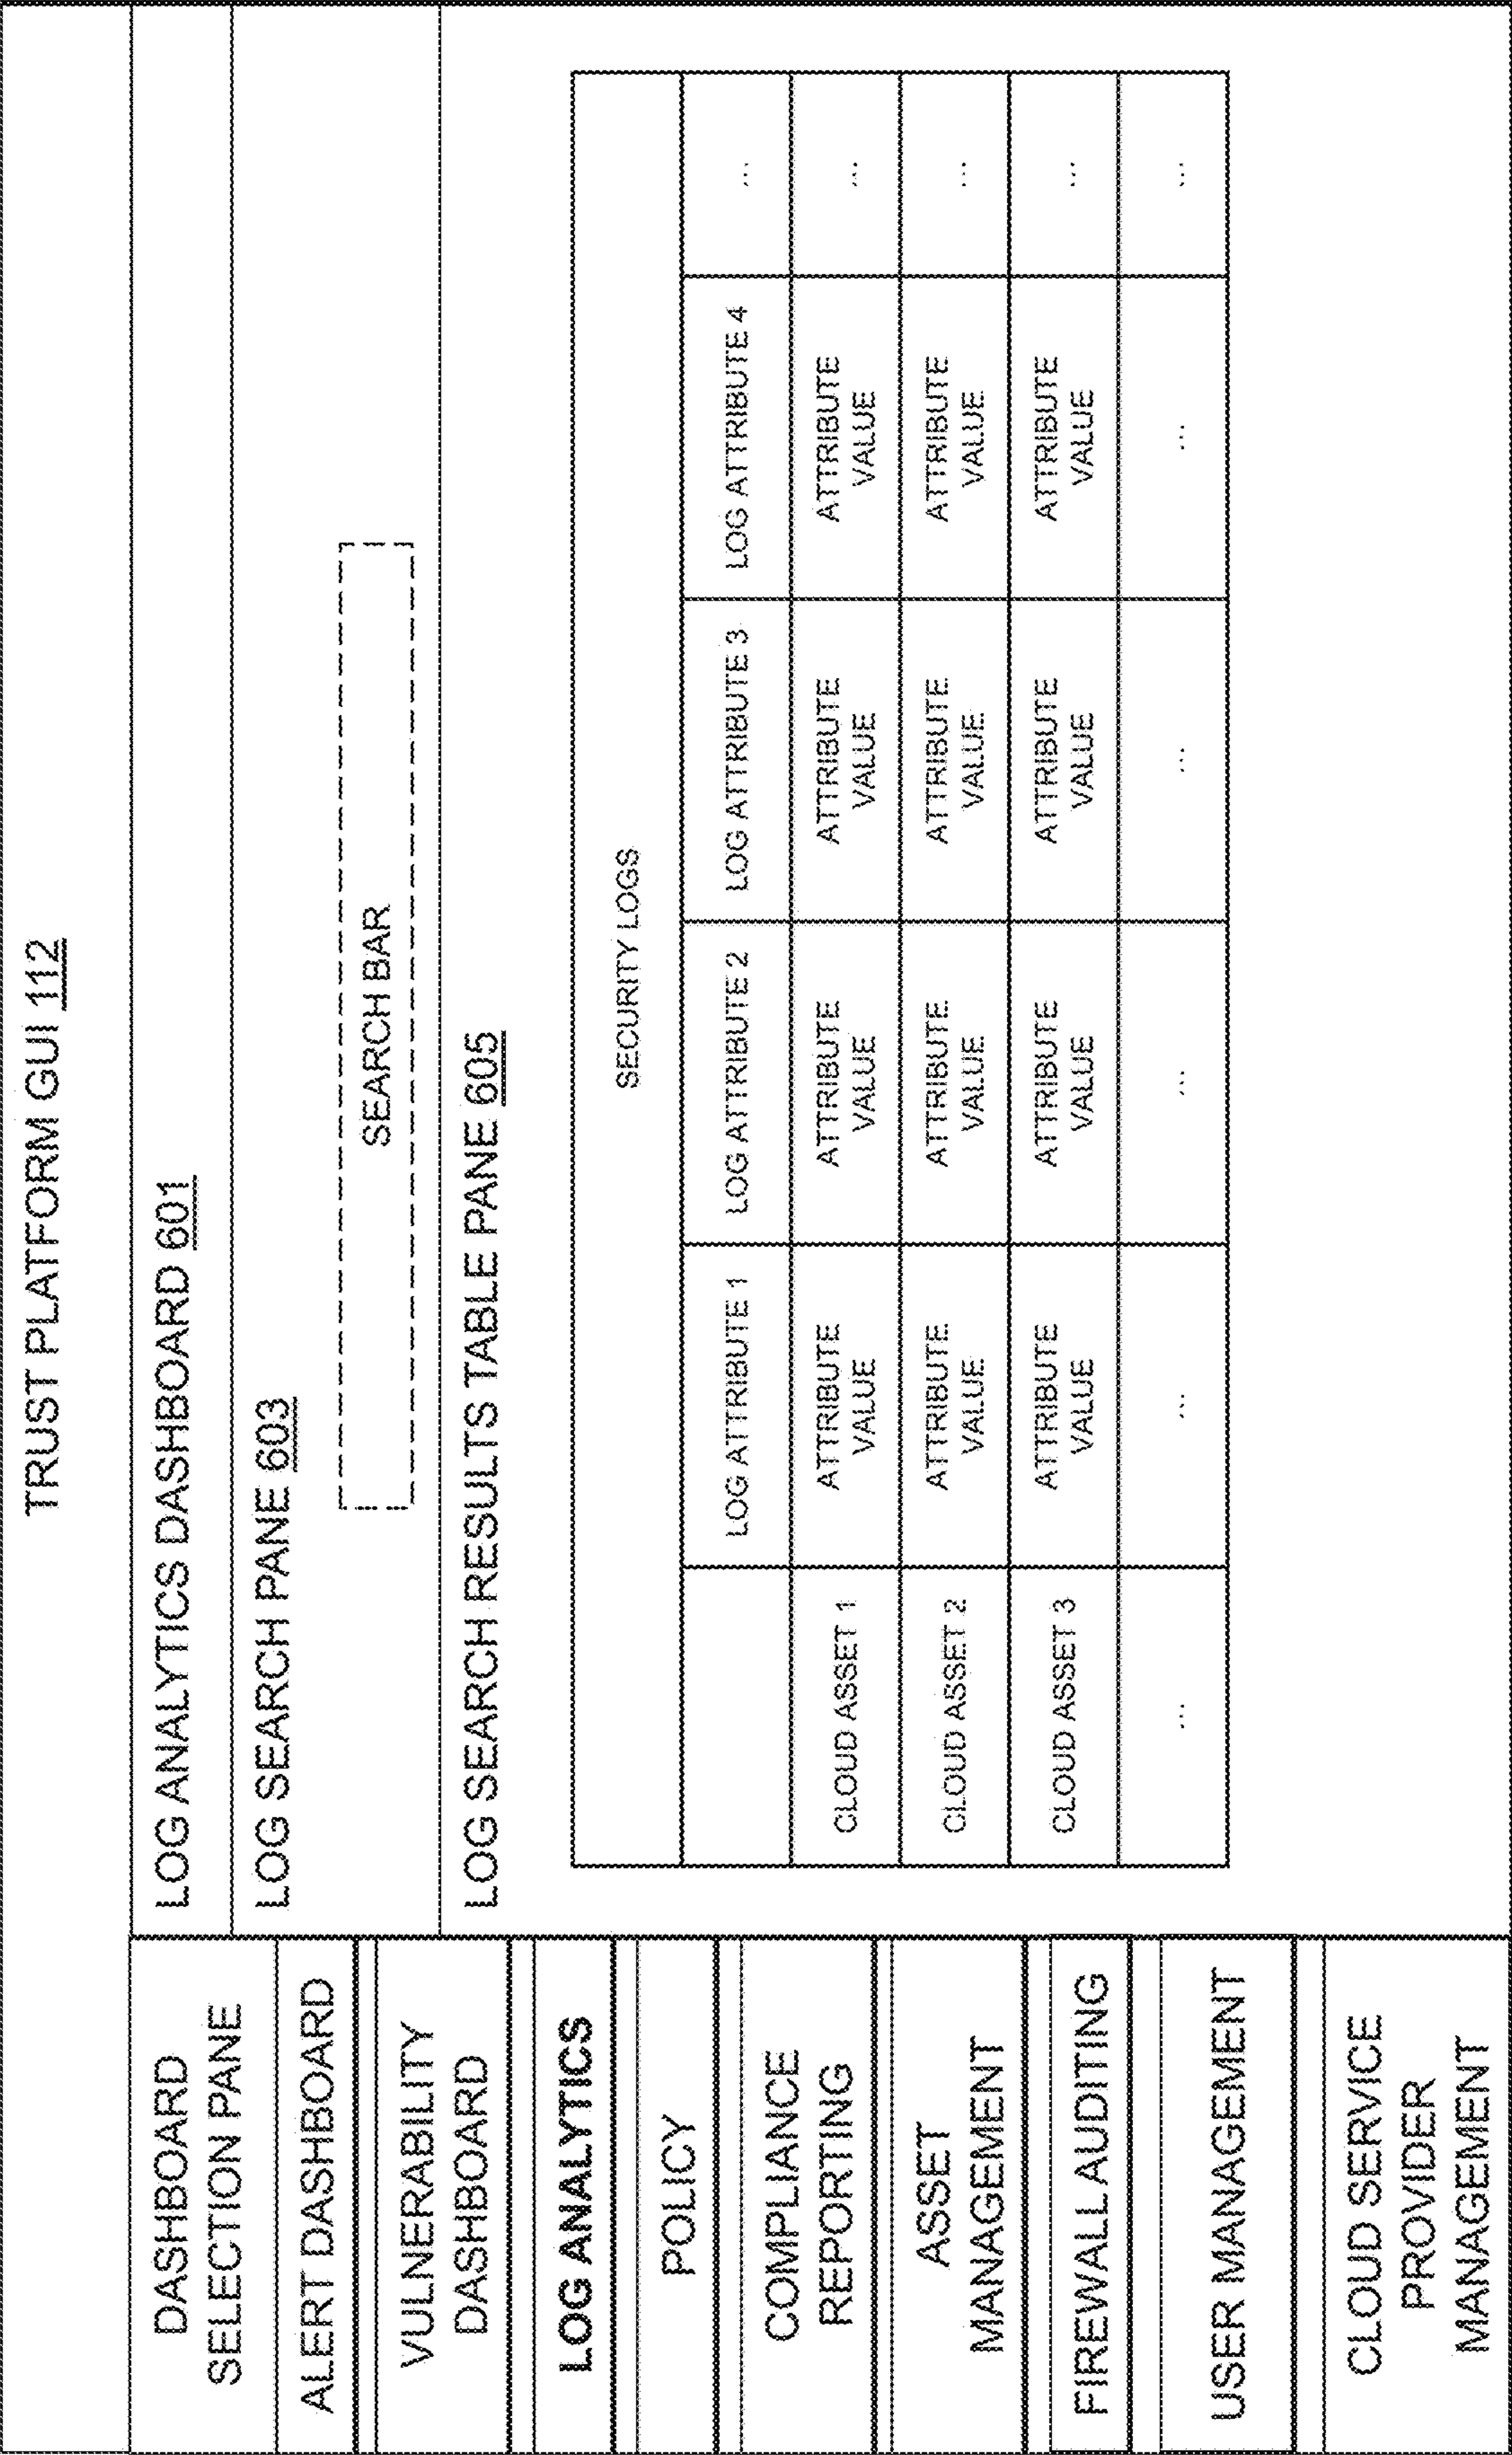 TRUST PLATFORM GUI 112
DASHBOARD
SELECTION PANE
ALERT DASHBOARD
VULNERABILITY
DASHBOARD
LOG ANALYTICS
POLICY
COMPLIANCE
REPORTING
ASSET
MANAGEMENT
FIREWALL AUDITING
USER MANAGEMENT
CLOUD SERVICE
PROVIDER
MANAGEMENT
LOG ANALYTICS DASHBOARD 601
LOG SEARCH PANE 603
SEARCH BAR
LOG SEARCH RESULTS TABLE PANE 605
SECURITY LOGS
LOG ATTRIBUTE 1 LOG ATTRIBUTE 2 LOG ATTRIBUTE 3 LOG ATTRIBUTE 4 ...
CLOUD ASSET 1 ATTRIBUTE VALUE ATTRIBUTE VALUE ATTRIBUTE VALUE ATTRIBUTE VALUE ...
CLOUD ASSET 2 ATTRIBUTE VALUE ATTRIBUTE VALUE ATTRIBUTE VALUE ATTRIBUTE VALUE ...
CLOUD ASSET 3 ATTRIBUTE VALUE ATTRIBUTE VALUE ATTRIBUTE VALUE ATTRIBUTE VALUE ...
... ... ... ... ... ...